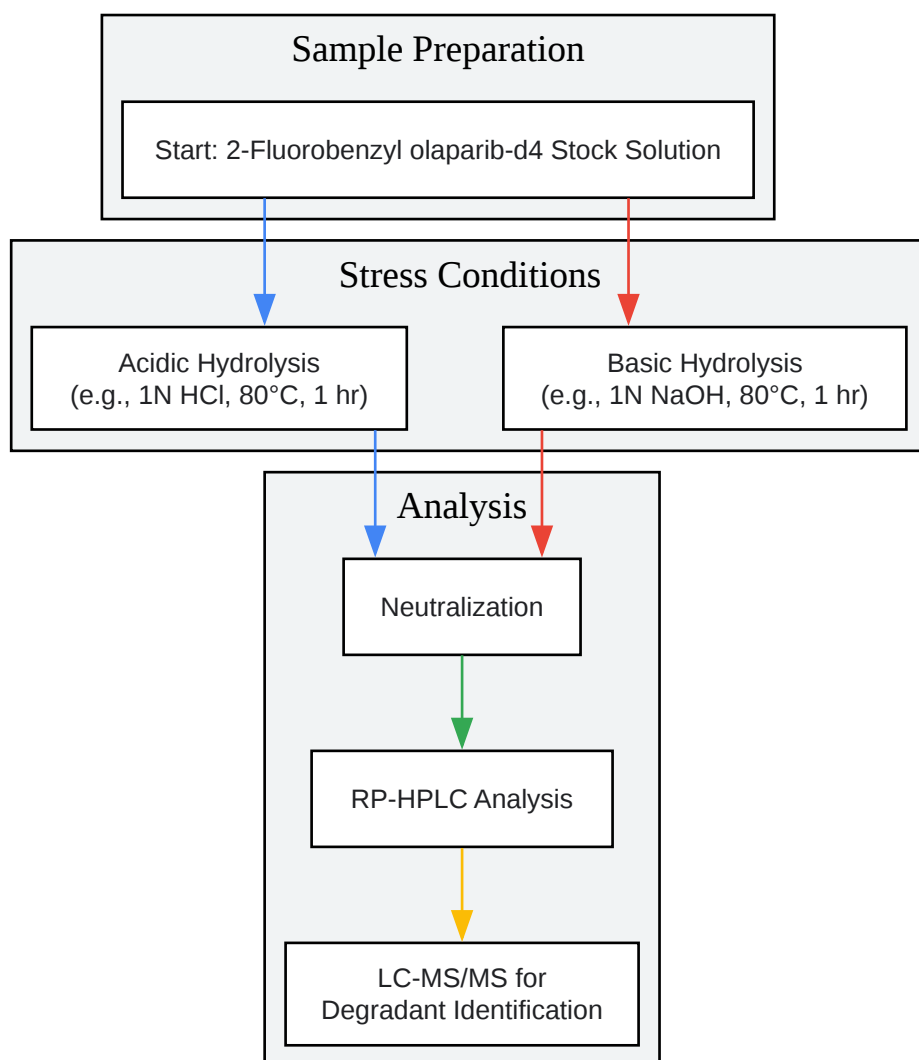 Sample Preparation
Start: 2-Fluorobenzyl olaparib-d4 Stock Solution
Stress Conditions
Acidic Hydrolysis
(e.g., 1N HCl, 80°C, 1 hr)
Basic Hydrolysis
(e.g., 1N NaOH, 80°C, 1 hr)
Analysis
Neutralization
RP-HPLC Analysis
LC-MS/MS for
Degradant Identification